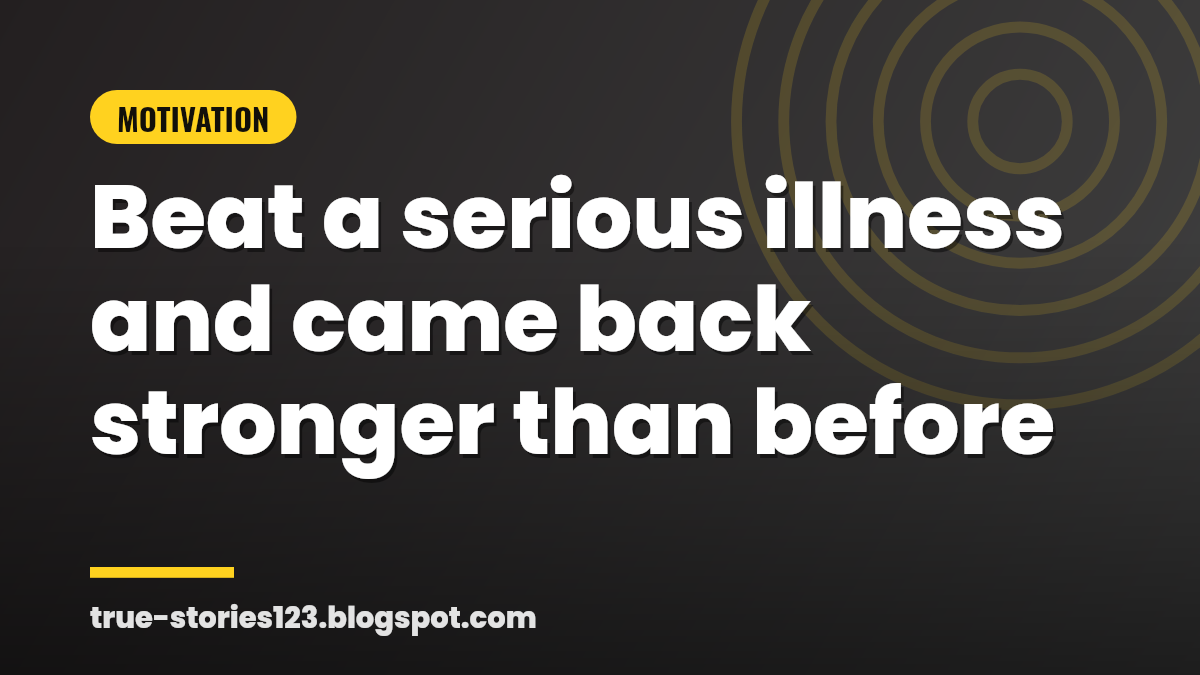 MOTIVATION
Beat a serious illness
and came back
stronger than before
true-stories123.blogspot.com